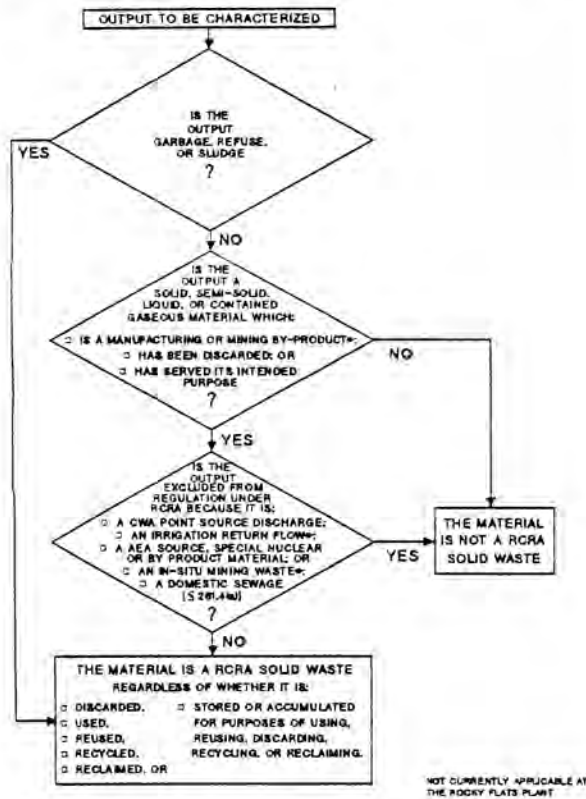 OUTPUT TO BE CHARACTERIZED
IS THE
OUTPUT
GARBAGE, REFUSE,
OR SLUDGE
?
YES
NO
IS THE
OUTPUT A
SOLID, SEMI-SOLID,
LIQUID, OR CONTAINED
GASEOUS MATERIAL WHICH:
□ IS A MANUFACTURING OR MINING BY-PRODUCT*;
□ HAS BEEN DISCARDED; OR
□ HAS SERVED ITS INTENDED
PURPOSE
?
NO
YES
IS THE
OUTPUT
EXCLUDED FROM
REGULATION UNDER
RCRA BECAUSE IT IS:
□ A CWA POINT SOURCE DISCHARGE;
□ AN IRRIGATION RETURN FLOW*;
□ A AEA SOURCE, SPECIAL NUCLEAR
OR BY PRODUCT MATERIAL; OR
□ AN IN-SITU MINING WASTE*;
□ A DOMESTIC SEWAGE
(§ 261.4(a))
?
YES
THE MATERIAL
IS NOT A RCRA
SOLID WASTE
NO
THE MATERIAL IS A RCRA SOLID WASTE
REGARDLESS OF WHETHER IT IS:
□ DISCARDED,
□ USED,
□ REUSED,
□ RECYCLED,
□ RECLAIMED, OR
□ STORED OR ACCUMULATED
FOR PURPOSES OF USING,
REUSING, DISCARDING,
RECYCLING, OR RECLAIMING.
NOT CURRENTLY APPLICABLE AT
THE ROCKY FLATS PLANT